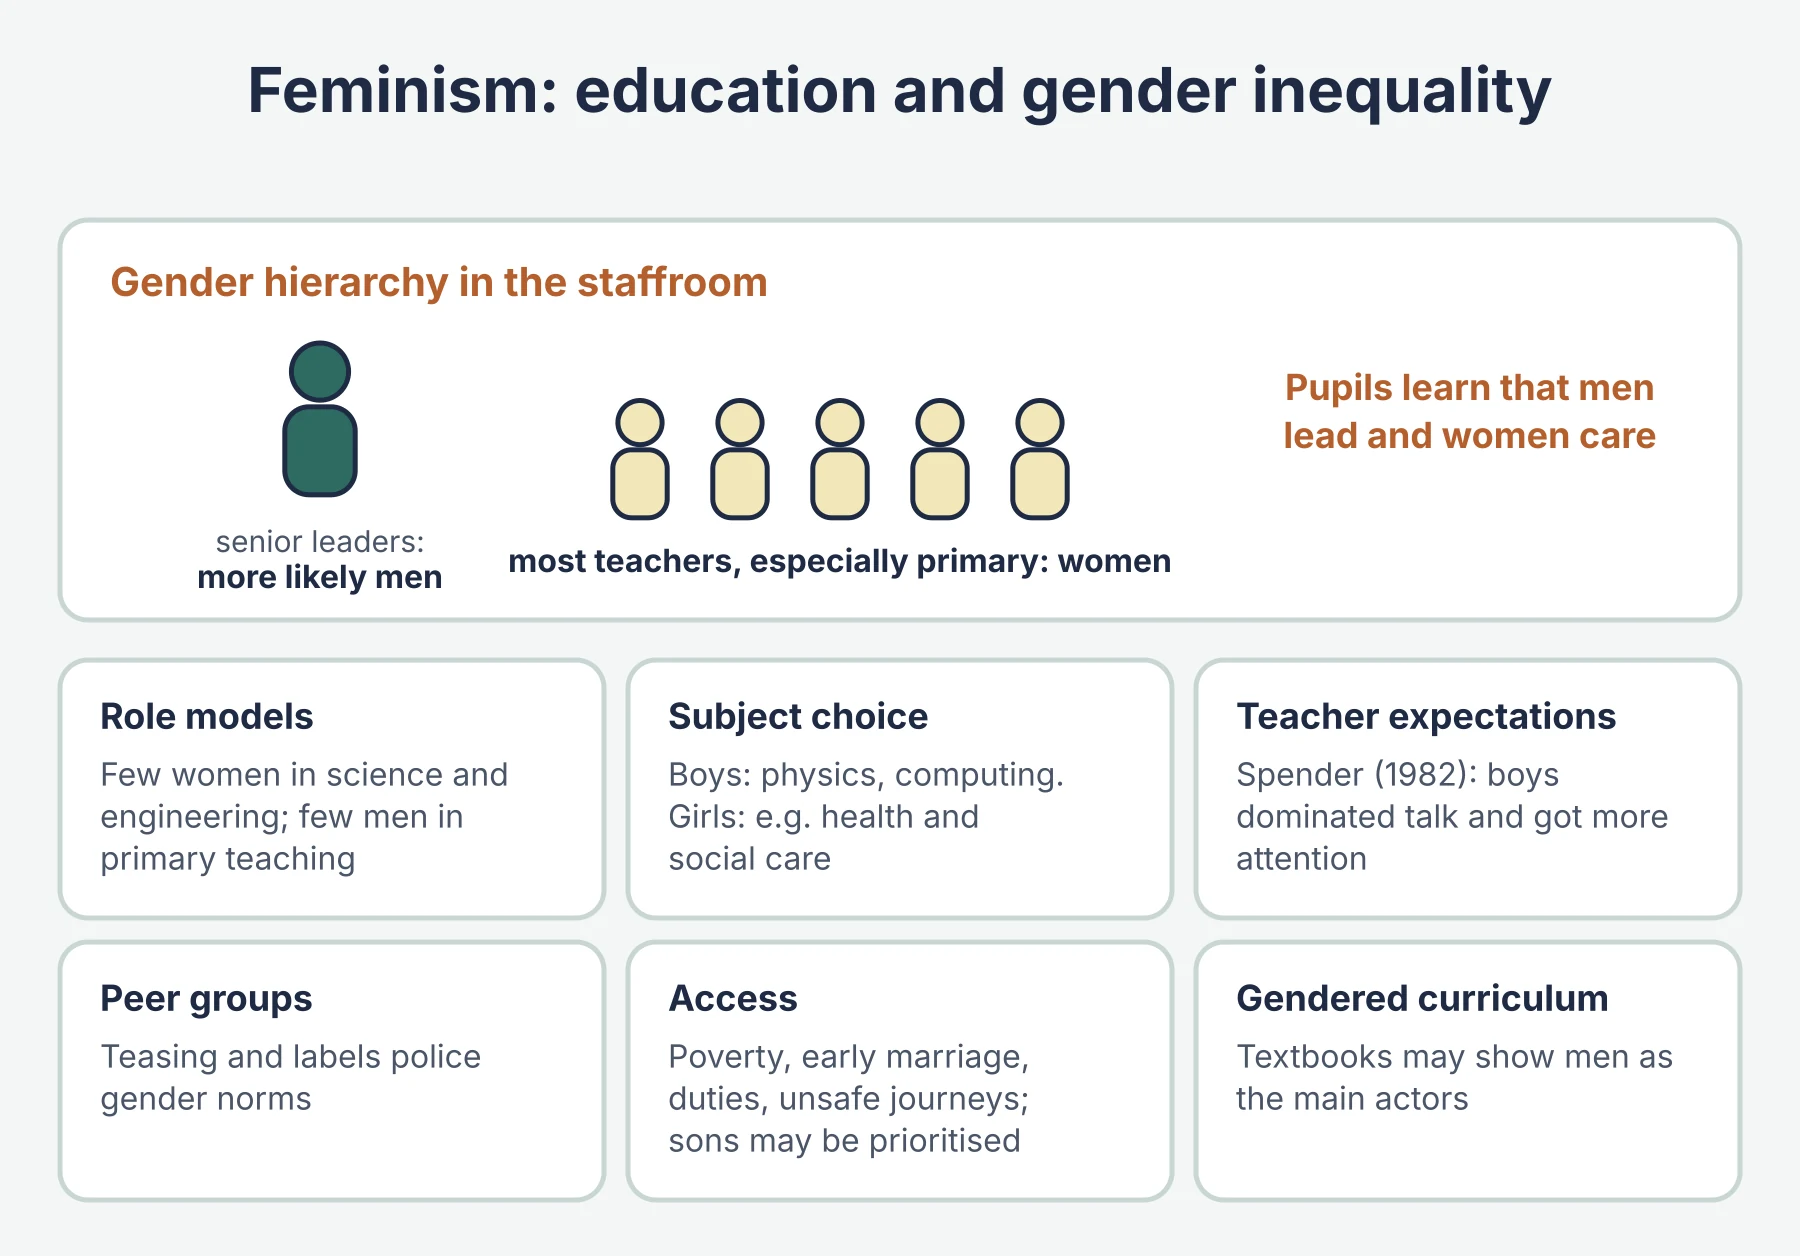 Feminism: education and gender inequality
Gender hierarchy in the staffroom
senior leaders:
more likely men
most teachers, especially primary: women
Pupils learn that men
lead and women care
Role models
Few women in science and
engineering; few men in
primary teaching
Subject choice
Boys: physics, computing.
Girls: e.g. health and
social care
Teacher expectations
Spender (1982): boys
dominated talk and got more
attention
Peer groups
Teasing and labels police
gender norms
Access
Poverty, early marriage,
duties, unsafe journeys;
sons may be prioritised
Gendered curriculum
Textbooks may show men as
the main actors